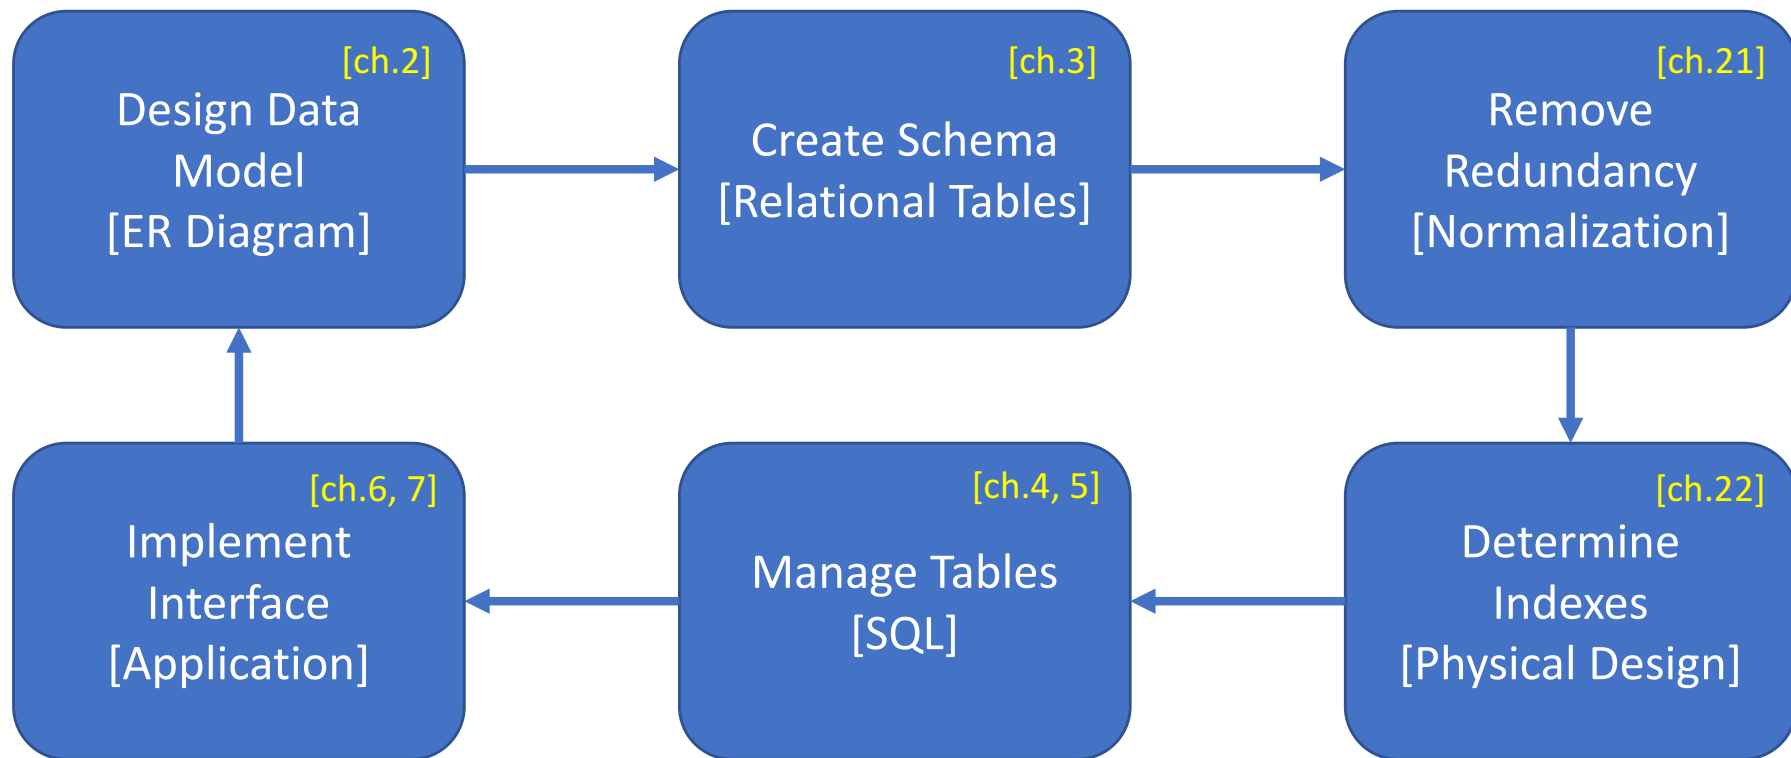 [ch.2]
Design Data
Model
[ER Diagram]
[ch.3]
Create Schema
[Relational Tables]
[ch.21]
Remove
Redundancy
[Normalization]
[ch.6, 7]
Implement
Interface
[Application]
[ch.4, 5]
Manage Tables
[SQL]
[ch.22]
Determine
Indexes
[Physical Design]